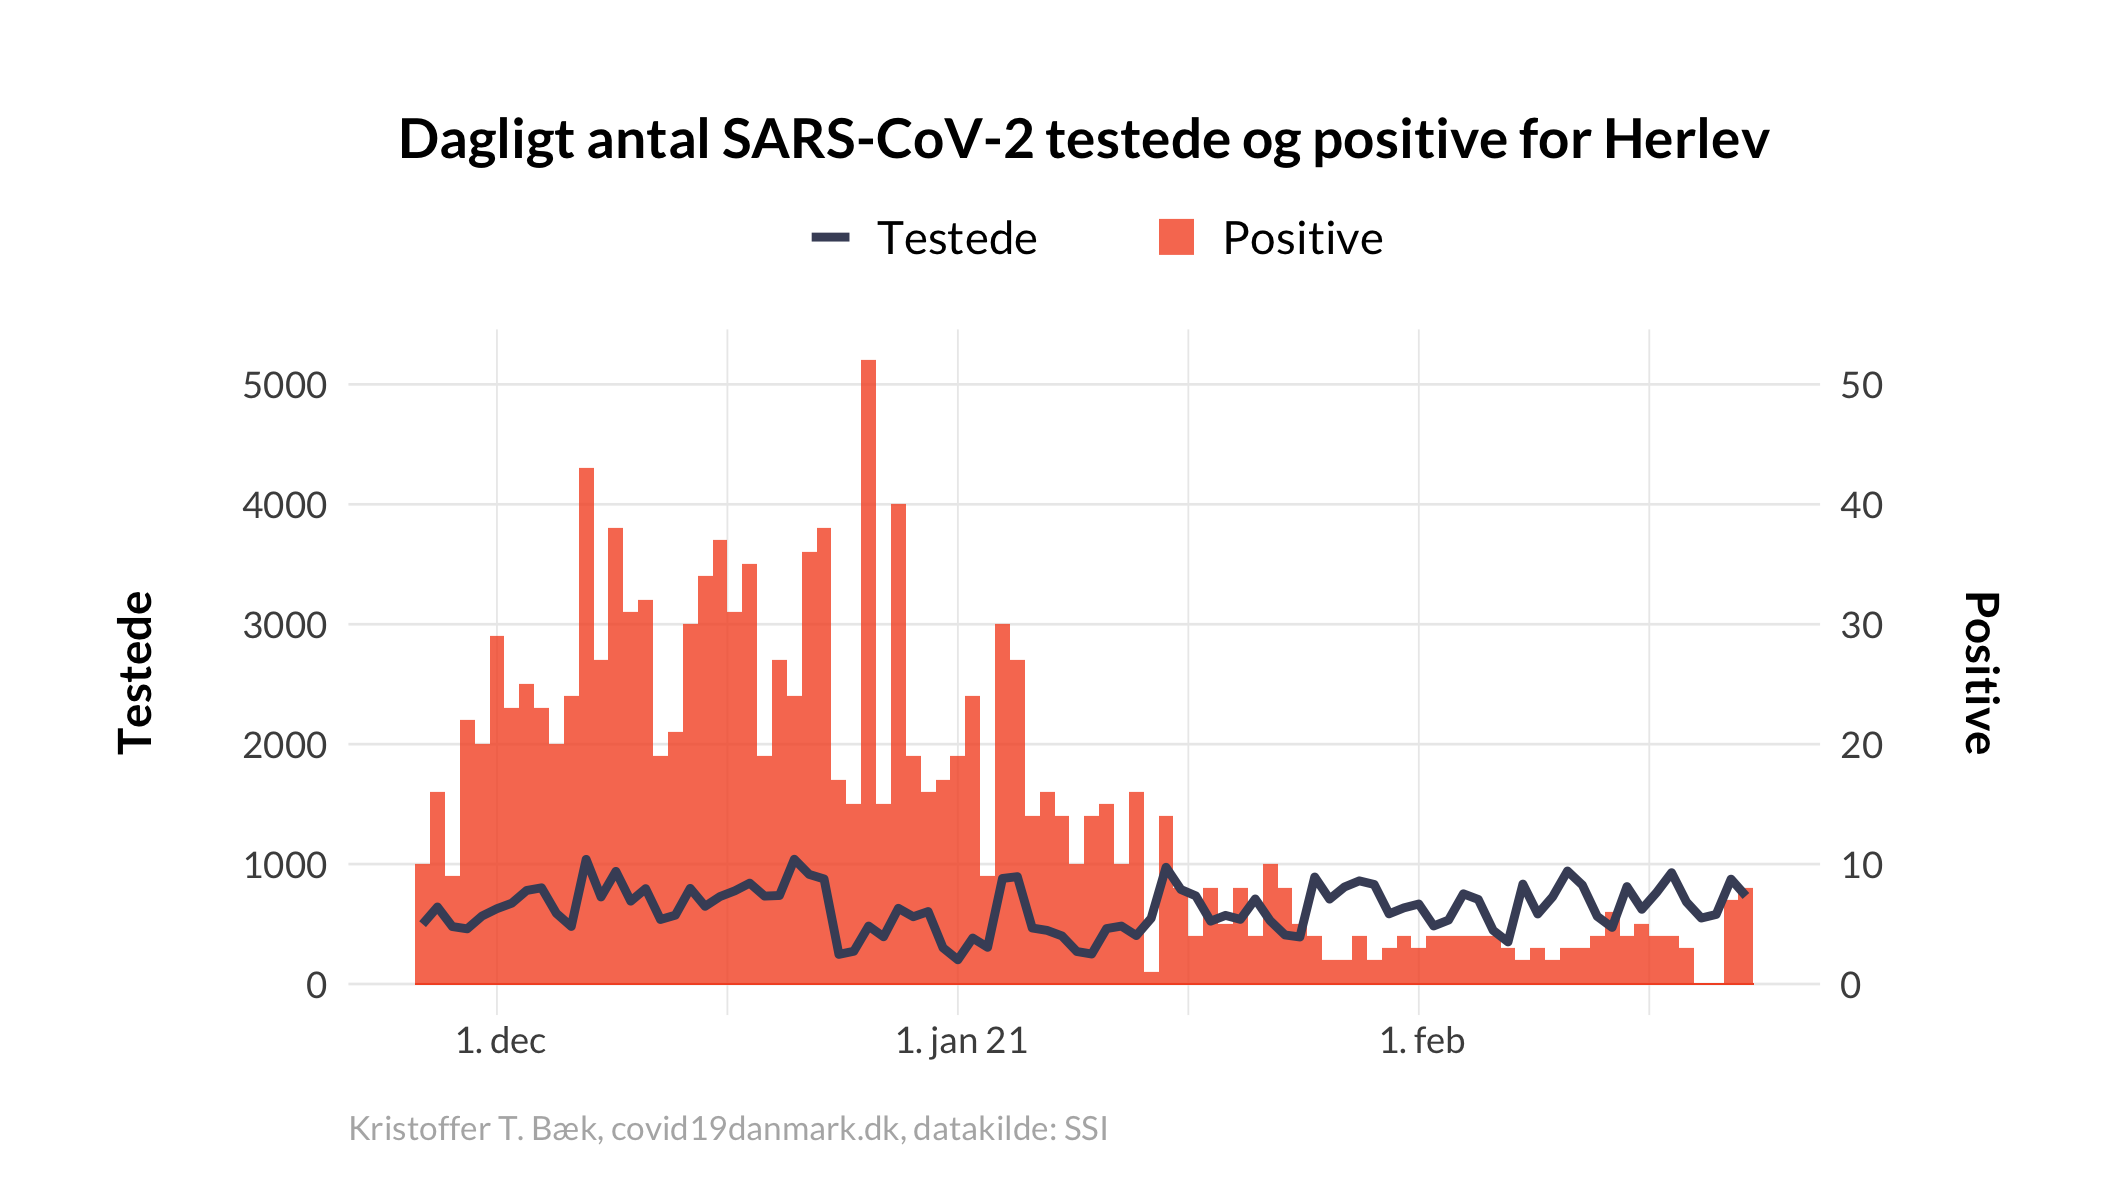 Dagligt antal SARS-CoV-2 testede og positive for Herlev
Testede
Positive
5000
4000
3000
2000
1000
0
50
40
30
20
10
0
Testede
Positive
1. dec
1. jan 21
1. feb
Kristoffer T. Bæk, covid19danmark.dk, datakilde: SSI